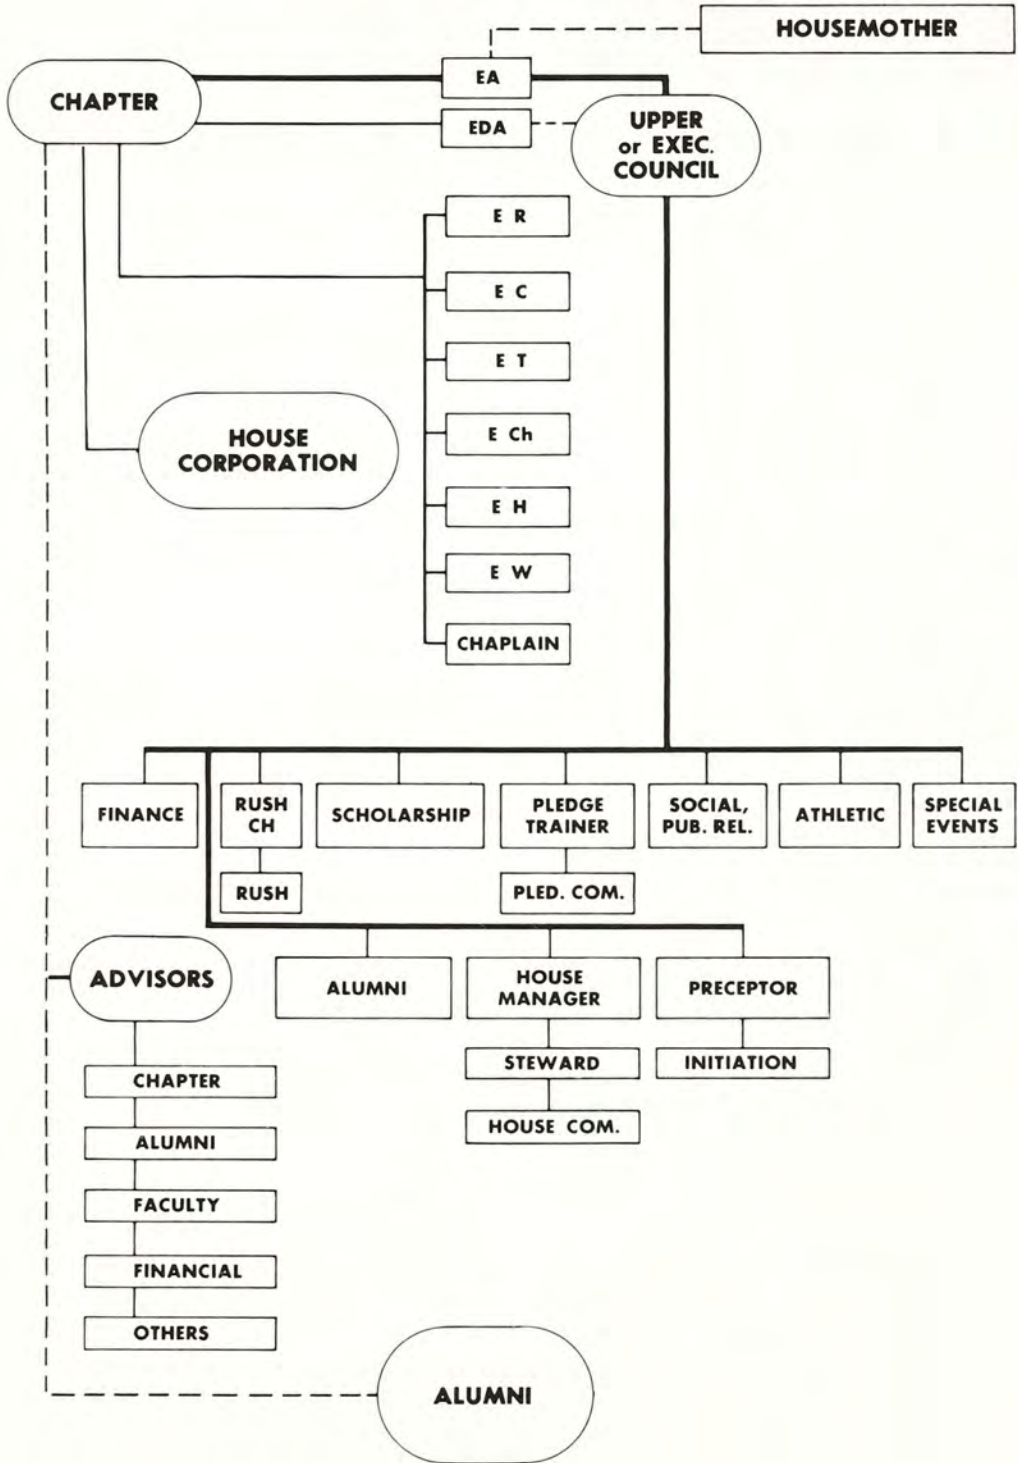 HOUSEMOTHER
EA
CHAPTER
EDA
UPPER
or EXEC.
COUNCIL
E R
E C
E T
E Ch
HOUSE
CORPORATION
E H
E W
CHAPLAIN
FINANCE
RUSH
CH
SCHOLARSHIP
PLEDGE
TRAINER
SOCIAL,
PUB. REL.
ATHLETIC
SPECIAL
EVENTS
RUSH
PLED. COM.
ADVISORS
ALUMNI
HOUSE
MANAGER
PRECEPTOR
STEWARD
INITIATION
HOUSE COM.
CHAPTER
ALUMNI
FACULTY
FINANCIAL
OTHERS
ALUMNI